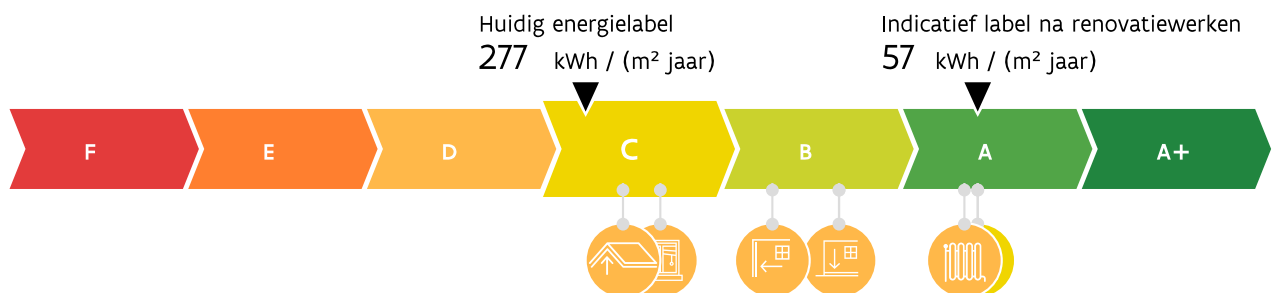 Huidig energielabel
277 kWh / (m² jaar)
Indicatief label na renovatiewerken
57 kWh / (m² jaar)
F E D C B A A+